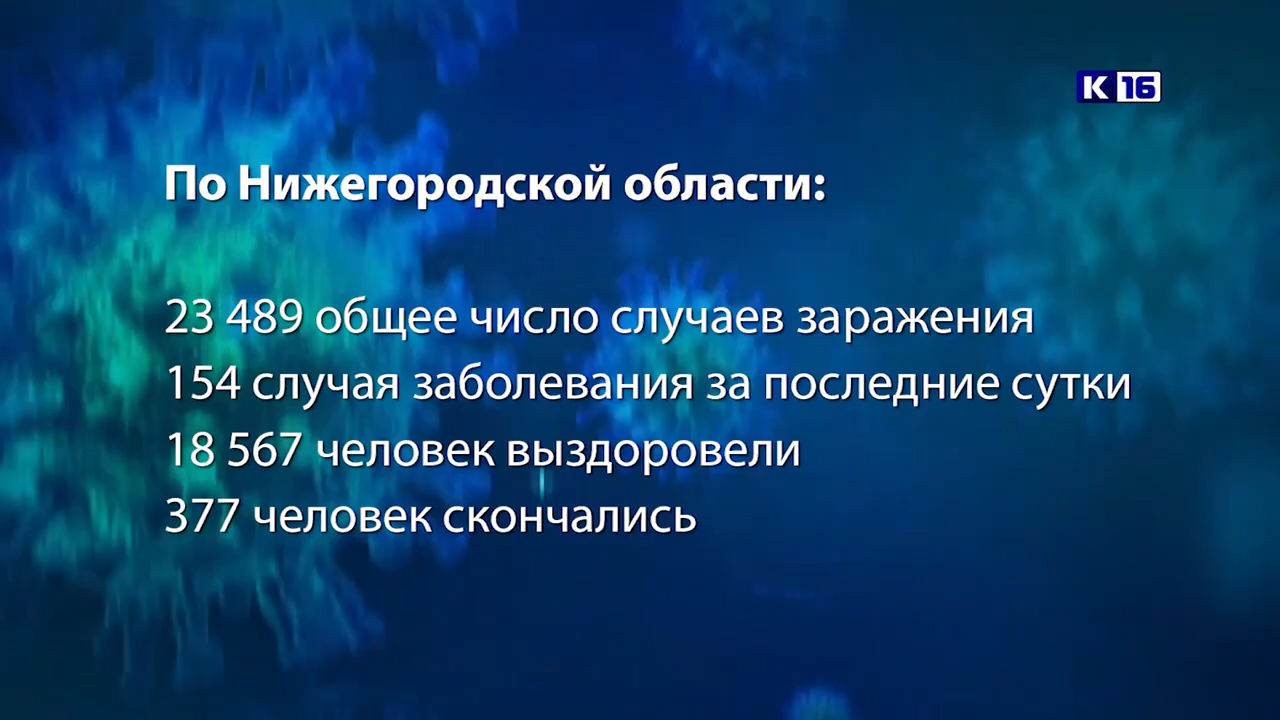 К 16
По Нижегородской области:
23 489 общее число случаев заражения
154 случая заболевания за последние сутки
18 567 человек выздоровели
377 человек скончались